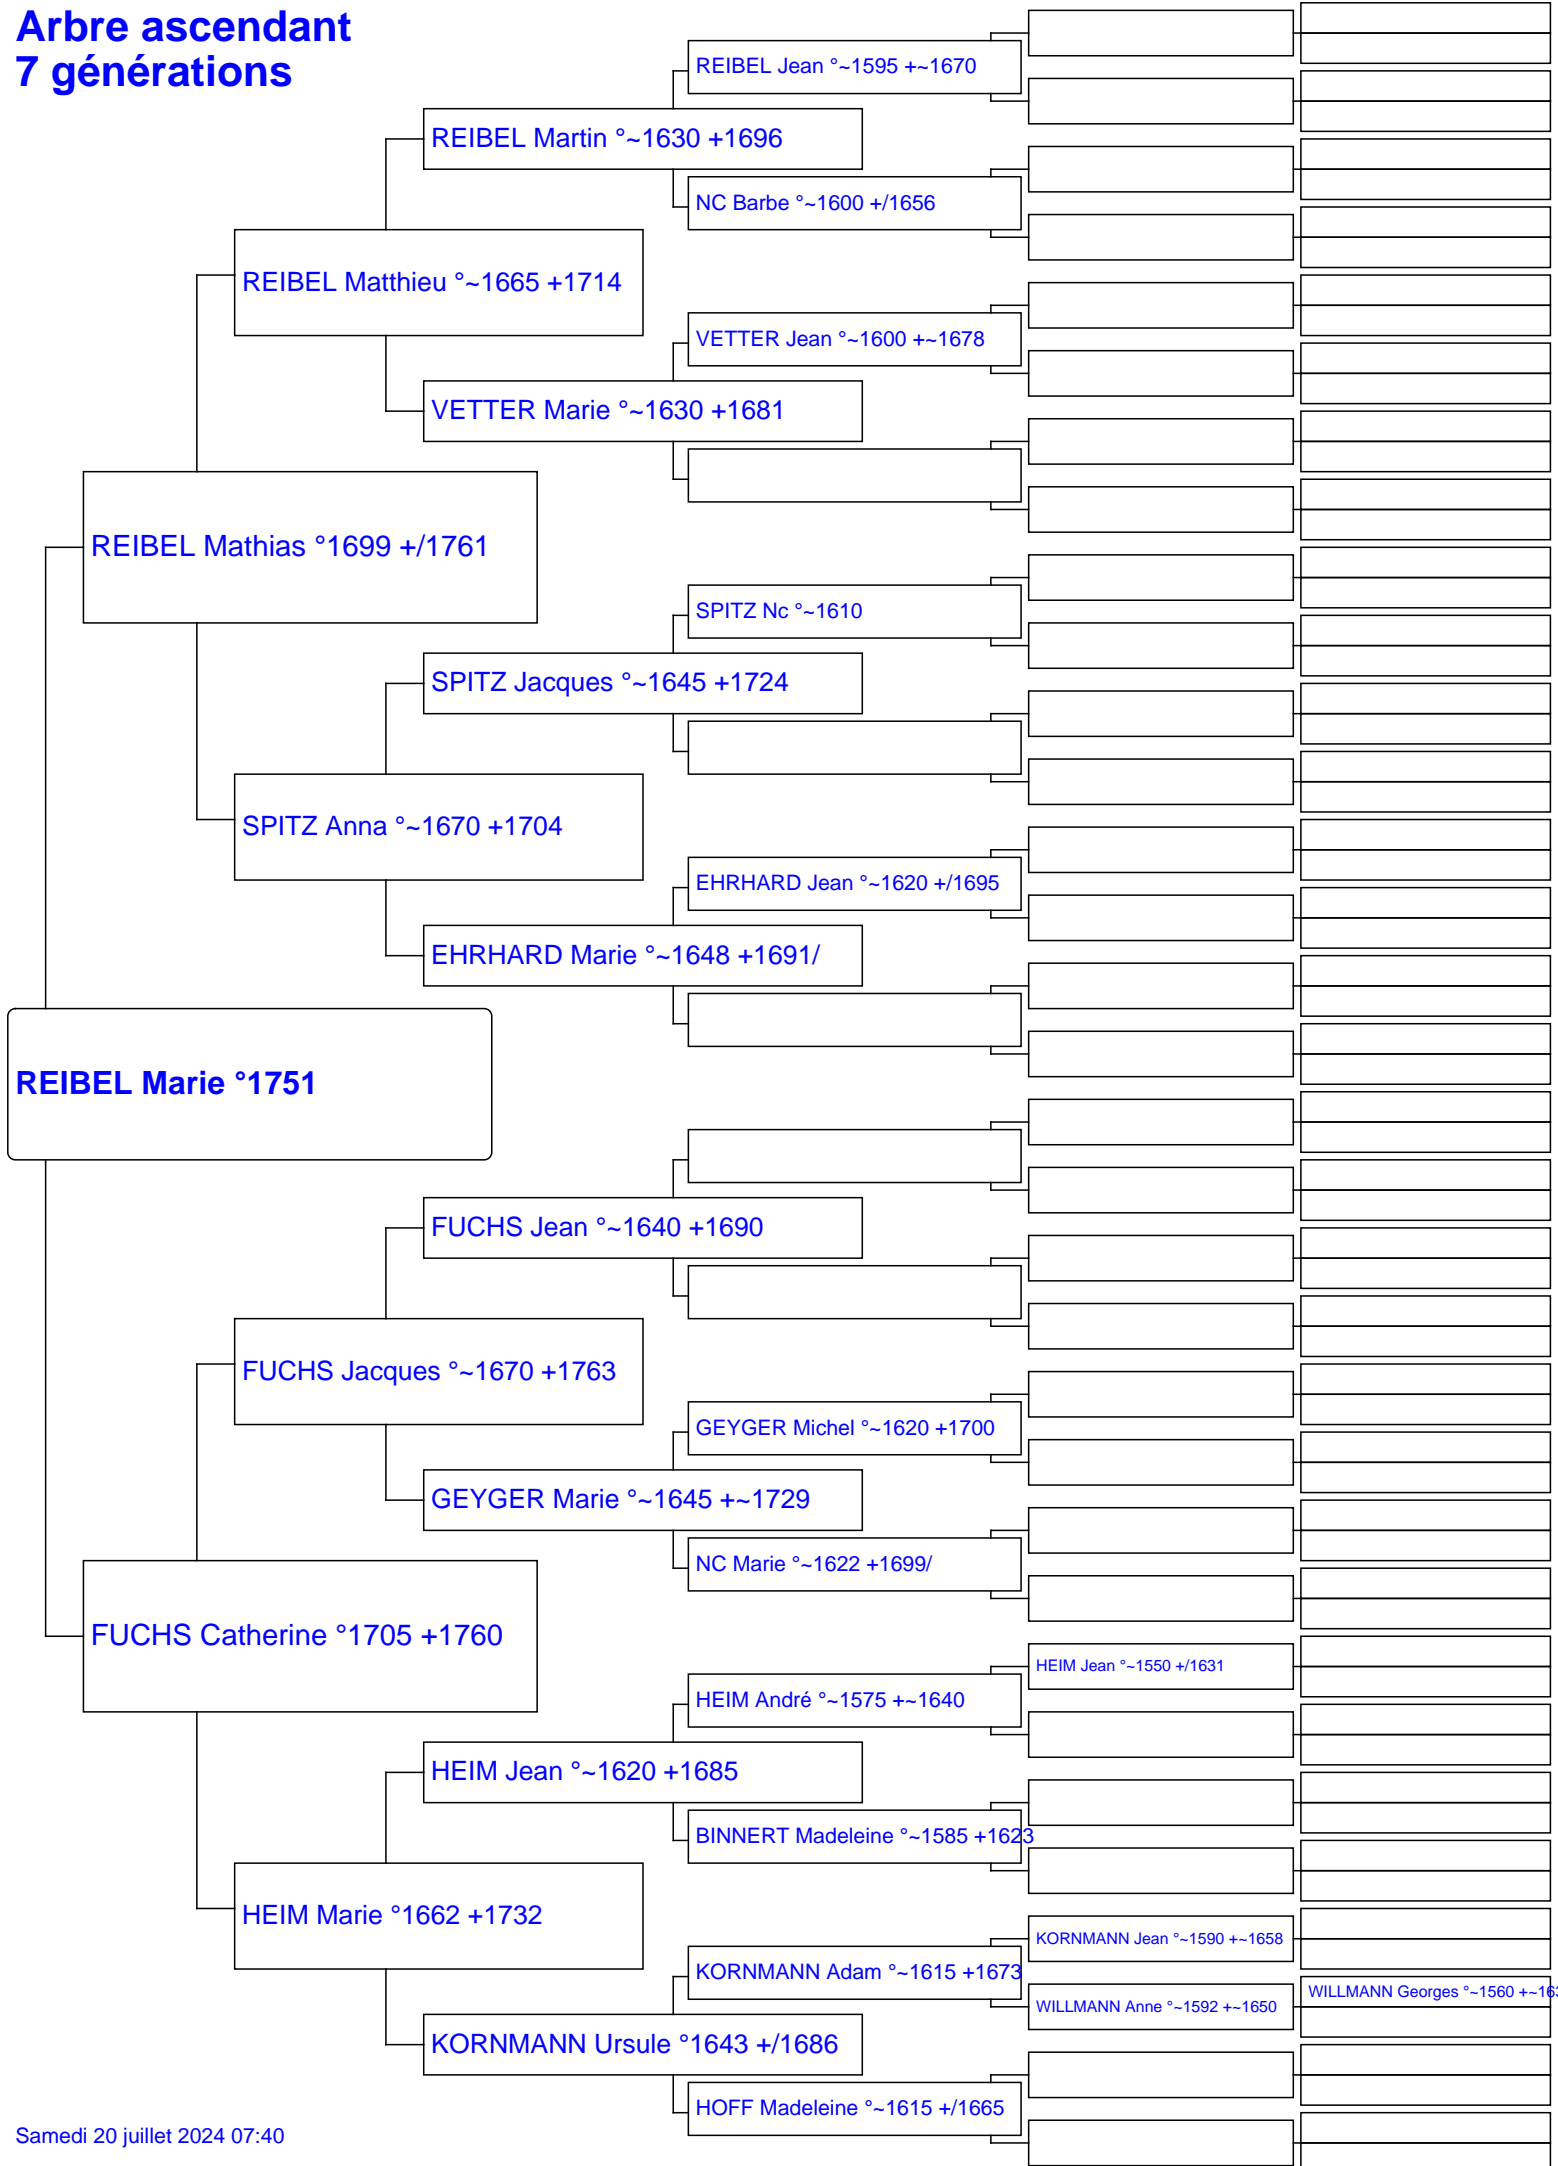 Arbre ascendant
7 générations
REIBEL Jean °~1595 +~1670
REIBEL Martin °~1630 +1696
NC Barbe °~1600 +/1656
REIBEL Matthieu °~1665 +1714
VETTER Jean °~1600 +~1678
VETTER Marie °~1630 +1681
REIBEL Mathias °1699 +/1761
SPITZ Nc °~1610
SPITZ Jacques °~1645 +1724
SPITZ Anna °~1670 +1704
EHRHARD Jean °~1620 +/1695
EHRHARD Marie °~1648 +1691/
REIBEL Marie °1751
FUCHS Jean °~1640 +1690
FUCHS Jacques °~1670 +1763
GEYGER Michel °~1620 +1700
GEYGER Marie °~1645 +~1729
NC Marie °~1622 +1699/
FUCHS Catherine °1705 +1760
HEIM Jean °~1550 +/1631
HEIM André °~1575 +~1640
HEIM Jean °~1620 +1685
BINNERT Madeleine °~1585 +1623
HEIM Marie °1662 +1732
KORNMANN Jean °~1590 +~1658
KORNMANN Adam °~1615 +1673
WILLMANN Georges °~1560 +~163
WILLMANN Anne °~1592 +~1650
KORNMANN Ursule °1643 +/1686
HOFF Madeleine °~1615 +/1665
Samedi 20 juillet 2024 07:40